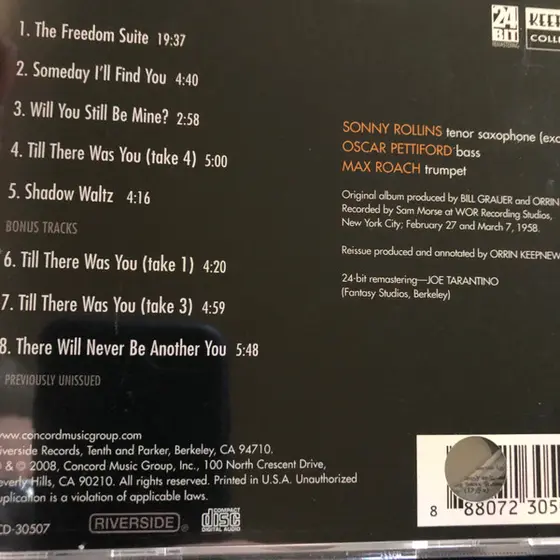 1. The Freedom Suite 19:37
2. Someday I'll Find You 4:40
3. Will You Still Be Mine? 2:58
4. Till There Was You (take 4) 5:00
5. Shadow Waltz 4:16
BONUS TRACKS
6. Till There Was You (take 1) 4:20
7. Till There Was You (take 3) 4:59
8. There Will Never Be Another You 5:48
PREVIOUSLY UNISSUED
24
BIT
REMASTERING
KEEP
COLLE
SONNY ROLLINS tenor saxophone (exc
OSCAR PETTIFORD bass
MAX ROACH trumpet
Original album produced by BILL GRAUER and ORRIN
Recorded by Sam Morse at WOR Recording Studios,
New York City; February 27 and March 7, 1958.
Reissue produced and annotated by ORRIN KEEPNEW
24-bit remastering—JOE TARANTINO
(Fantasy Studios, Berkeley)
www.concordmusicgroup.com
Riverside Records, Tenth and Parker, Berkeley, CA 94710.
& © 2008, Concord Music Group, Inc., 100 North Crescent Drive,
Beverly Hills, CA 90210. All rights reserved. Printed in U.S.A. Unauthorized
duplication is a violation of applicable laws.
CD-30507
RIVERSIDE
COMPACT
disc
DIGITAL AUDIO
8 88072 305